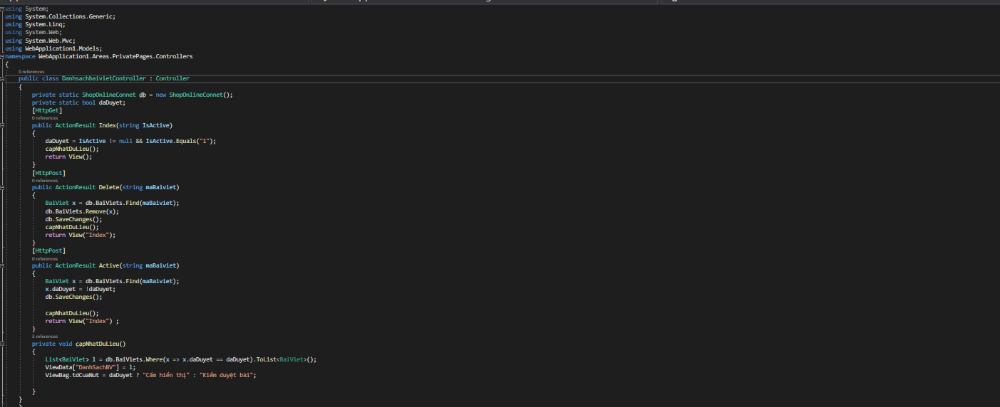 using System;
using System.Collections.Generic;
using System.Linq;
using System.Web;
using System.Web.Mvc;
using WebApplication1.Models;
namespace WebApplication1.Areas.PrivatePages.Controllers
{
0 references
public class DanhsachbaivietController : Controller
{
private static ShopOnlineConnet db = new ShopOnlineConnet();
private static bool daDuyet;
[HttpGet]
0 references
public ActionResult Index(string IsActive)
{
daDuyet = IsActive != null && IsActive.Equals("1");
capNhatDuLieu();
return View();
}
[HttpPost]
0 references
public ActionResult Delete(string maBaiviet)
{
BaiViet x = db.BaiViets.Find(maBaiviet);
db.BaiViets.Remove(x);
db.SaveChanges();
capNhatDuLieu();
return View("Index");
}
[HttpPost]
0 references
public ActionResult Active(string maBaiviet)
{
BaiViet x = db.BaiViets.Find(maBaiviet);
x.daDuyet = !daDuyet;
db.SaveChanges();
capNhatDuLieu();
return View("Index") ;
}
3 references
private void capNhatDuLieu()
{
List<BaiViet> l = db.BaiViets.Where(x => x.daDuyet == daDuyet).ToList<BaiViet>();
ViewData["DanhSachBV"] = l;
ViewBag.tdCuaNut = daDuyet ? "Cấm hiển thị" : "Kiểm duyệt bài";
}
}